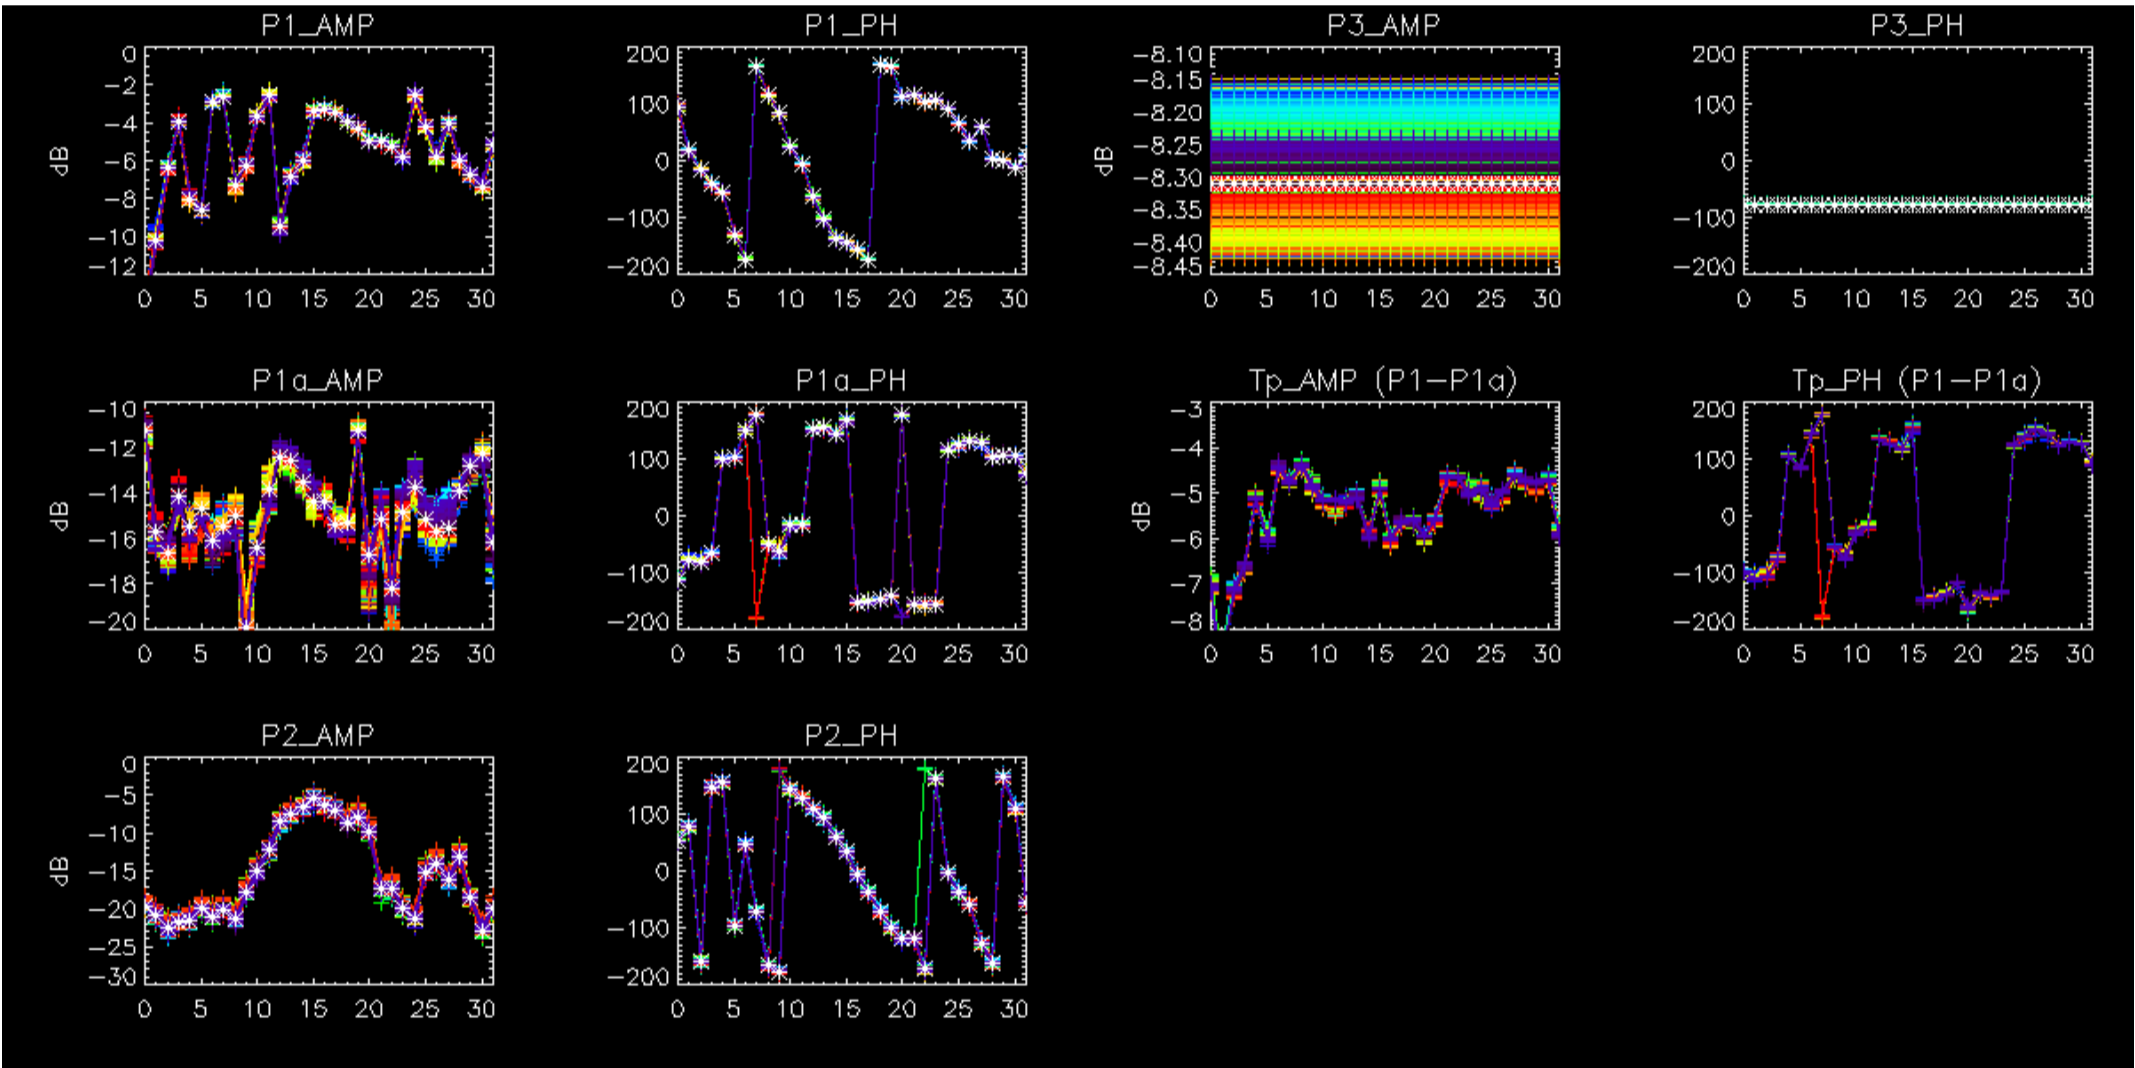 P1_AMP P1_PH P3_AMP P3_PH
0 200 -8.10 200
-2 -8.15
-4 100 -8.20 100
dB -6 0 dB -8.25 0
-8 -8.30
-10 -100 -8.35 -100
-8.40
-12 -200 -8.45 -200
0 5 10 15 20 25 30 0 5 10 15 20 25 30 0 5 10 15 20 25 30 0 5 10 15 20 25 30
P1a_AMP P1a_PH Tp_AMP (P1-P1a) Tp_PH (P1-P1a)
-10 200 -3 200
-12 100 -4 100
-14 -5
dB 0 dB 0
-16 -6
-18 -100 -7 -100
-20 -200 -8 -200
0 5 10 15 20 25 30 0 5 10 15 20 25 30 0 5 10 15 20 25 30 0 5 10 15 20 25 30
P2_AMP P2_PH
0 200
-5 100
-10
dB -15 0
-20 -100
-25
-30 -200
0 5 10 15 20 25 30 0 5 10 15 20 25 30